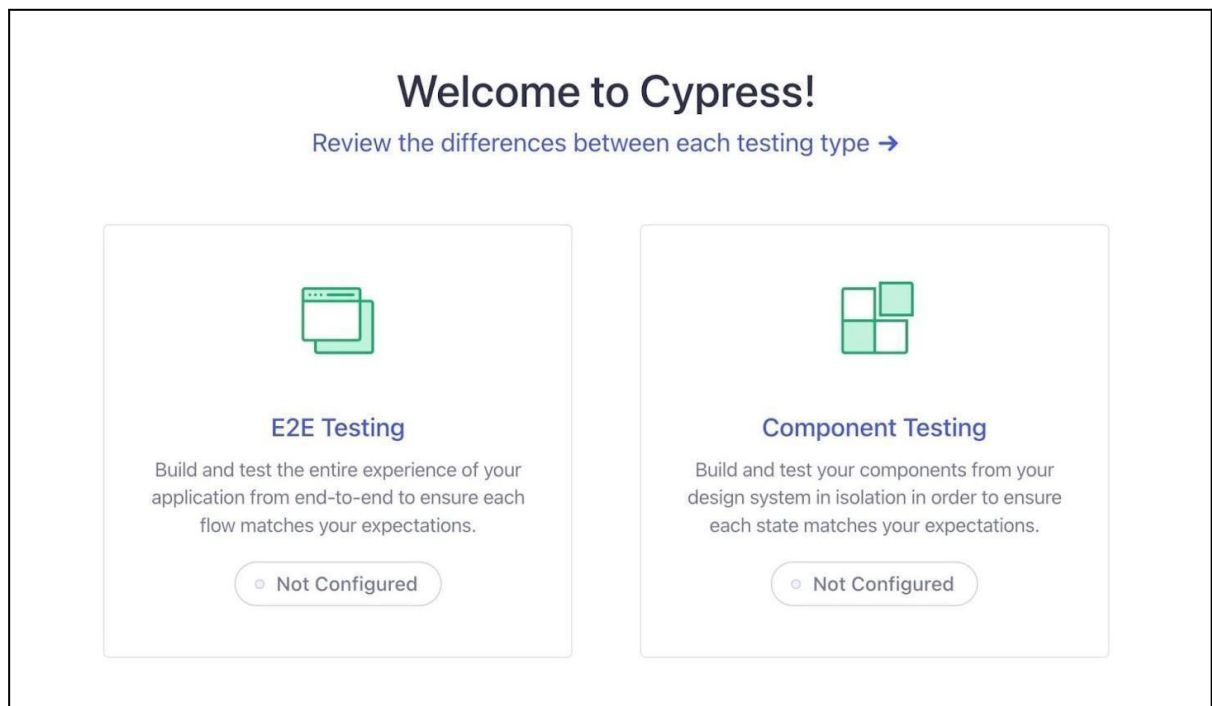 Welcome to Cypress!
Review the differences between each testing type →
E2E Testing
Build and test the entire experience of your
application from end-to-end to ensure each
flow matches your expectations.
Not Configured
Component Testing
Build and test your components from your
design system in isolation in order to ensure
each state matches your expectations.
Not Configured